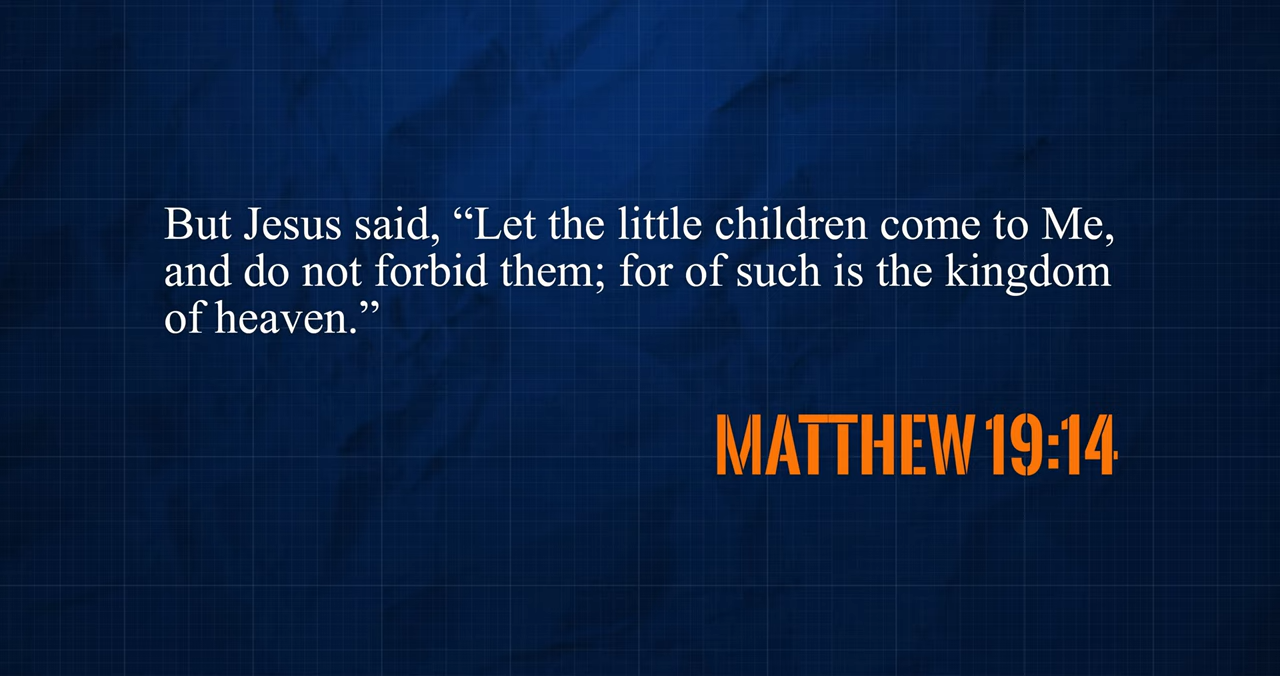 But Jesus said, “Let the little children come to Me,
and do not forbid them; for of such is the kingdom
of heaven.”
MATTHEW 19:14